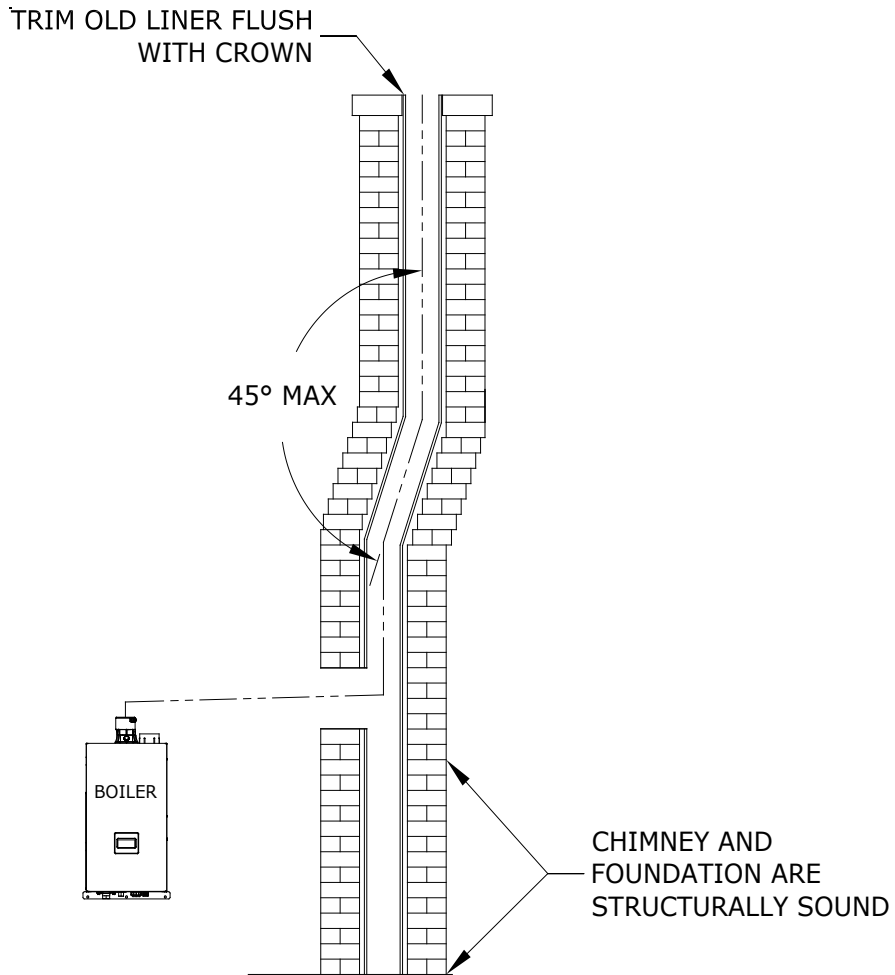 TRIM OLD LINER FLUSH
WITH CROWN
45° MAX
BOILER
CHIMNEY AND
FOUNDATION ARE
STRUCTURALLY SOUND